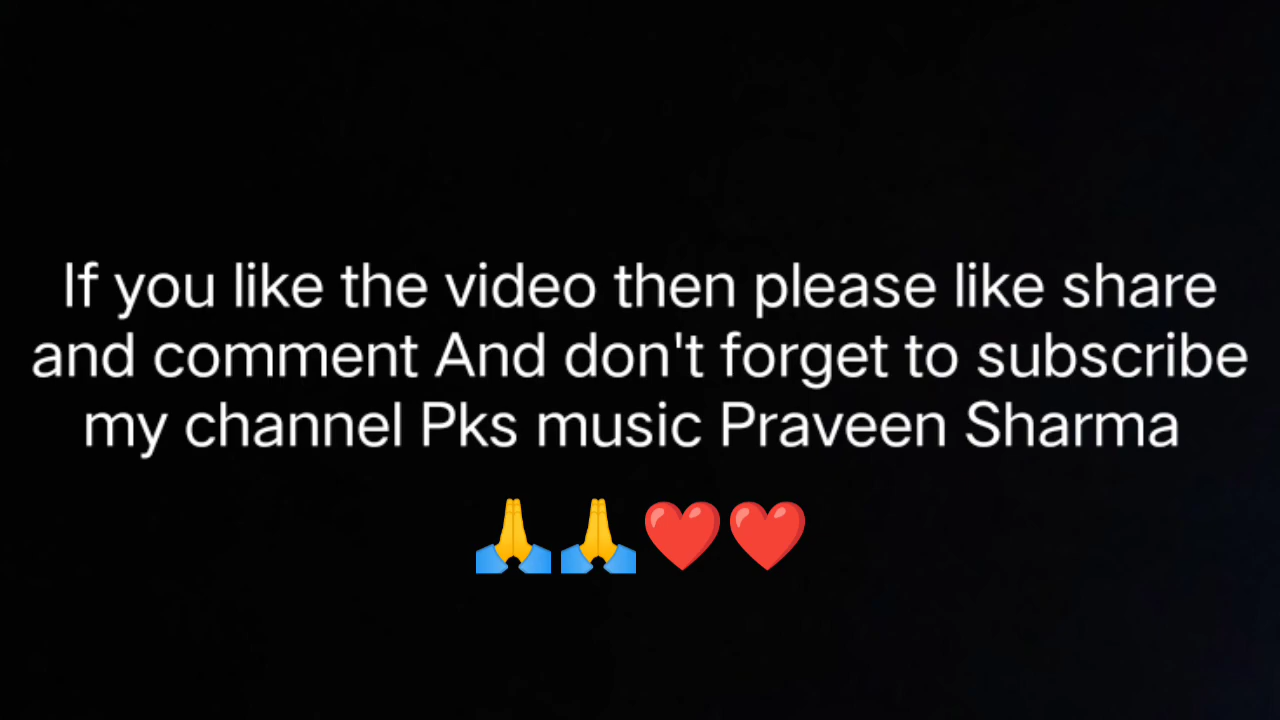 If you like the video then please like share
and comment And don't forget to subscribe
my channel Pks music Praveen Sharma
🙏🙏❤️❤️